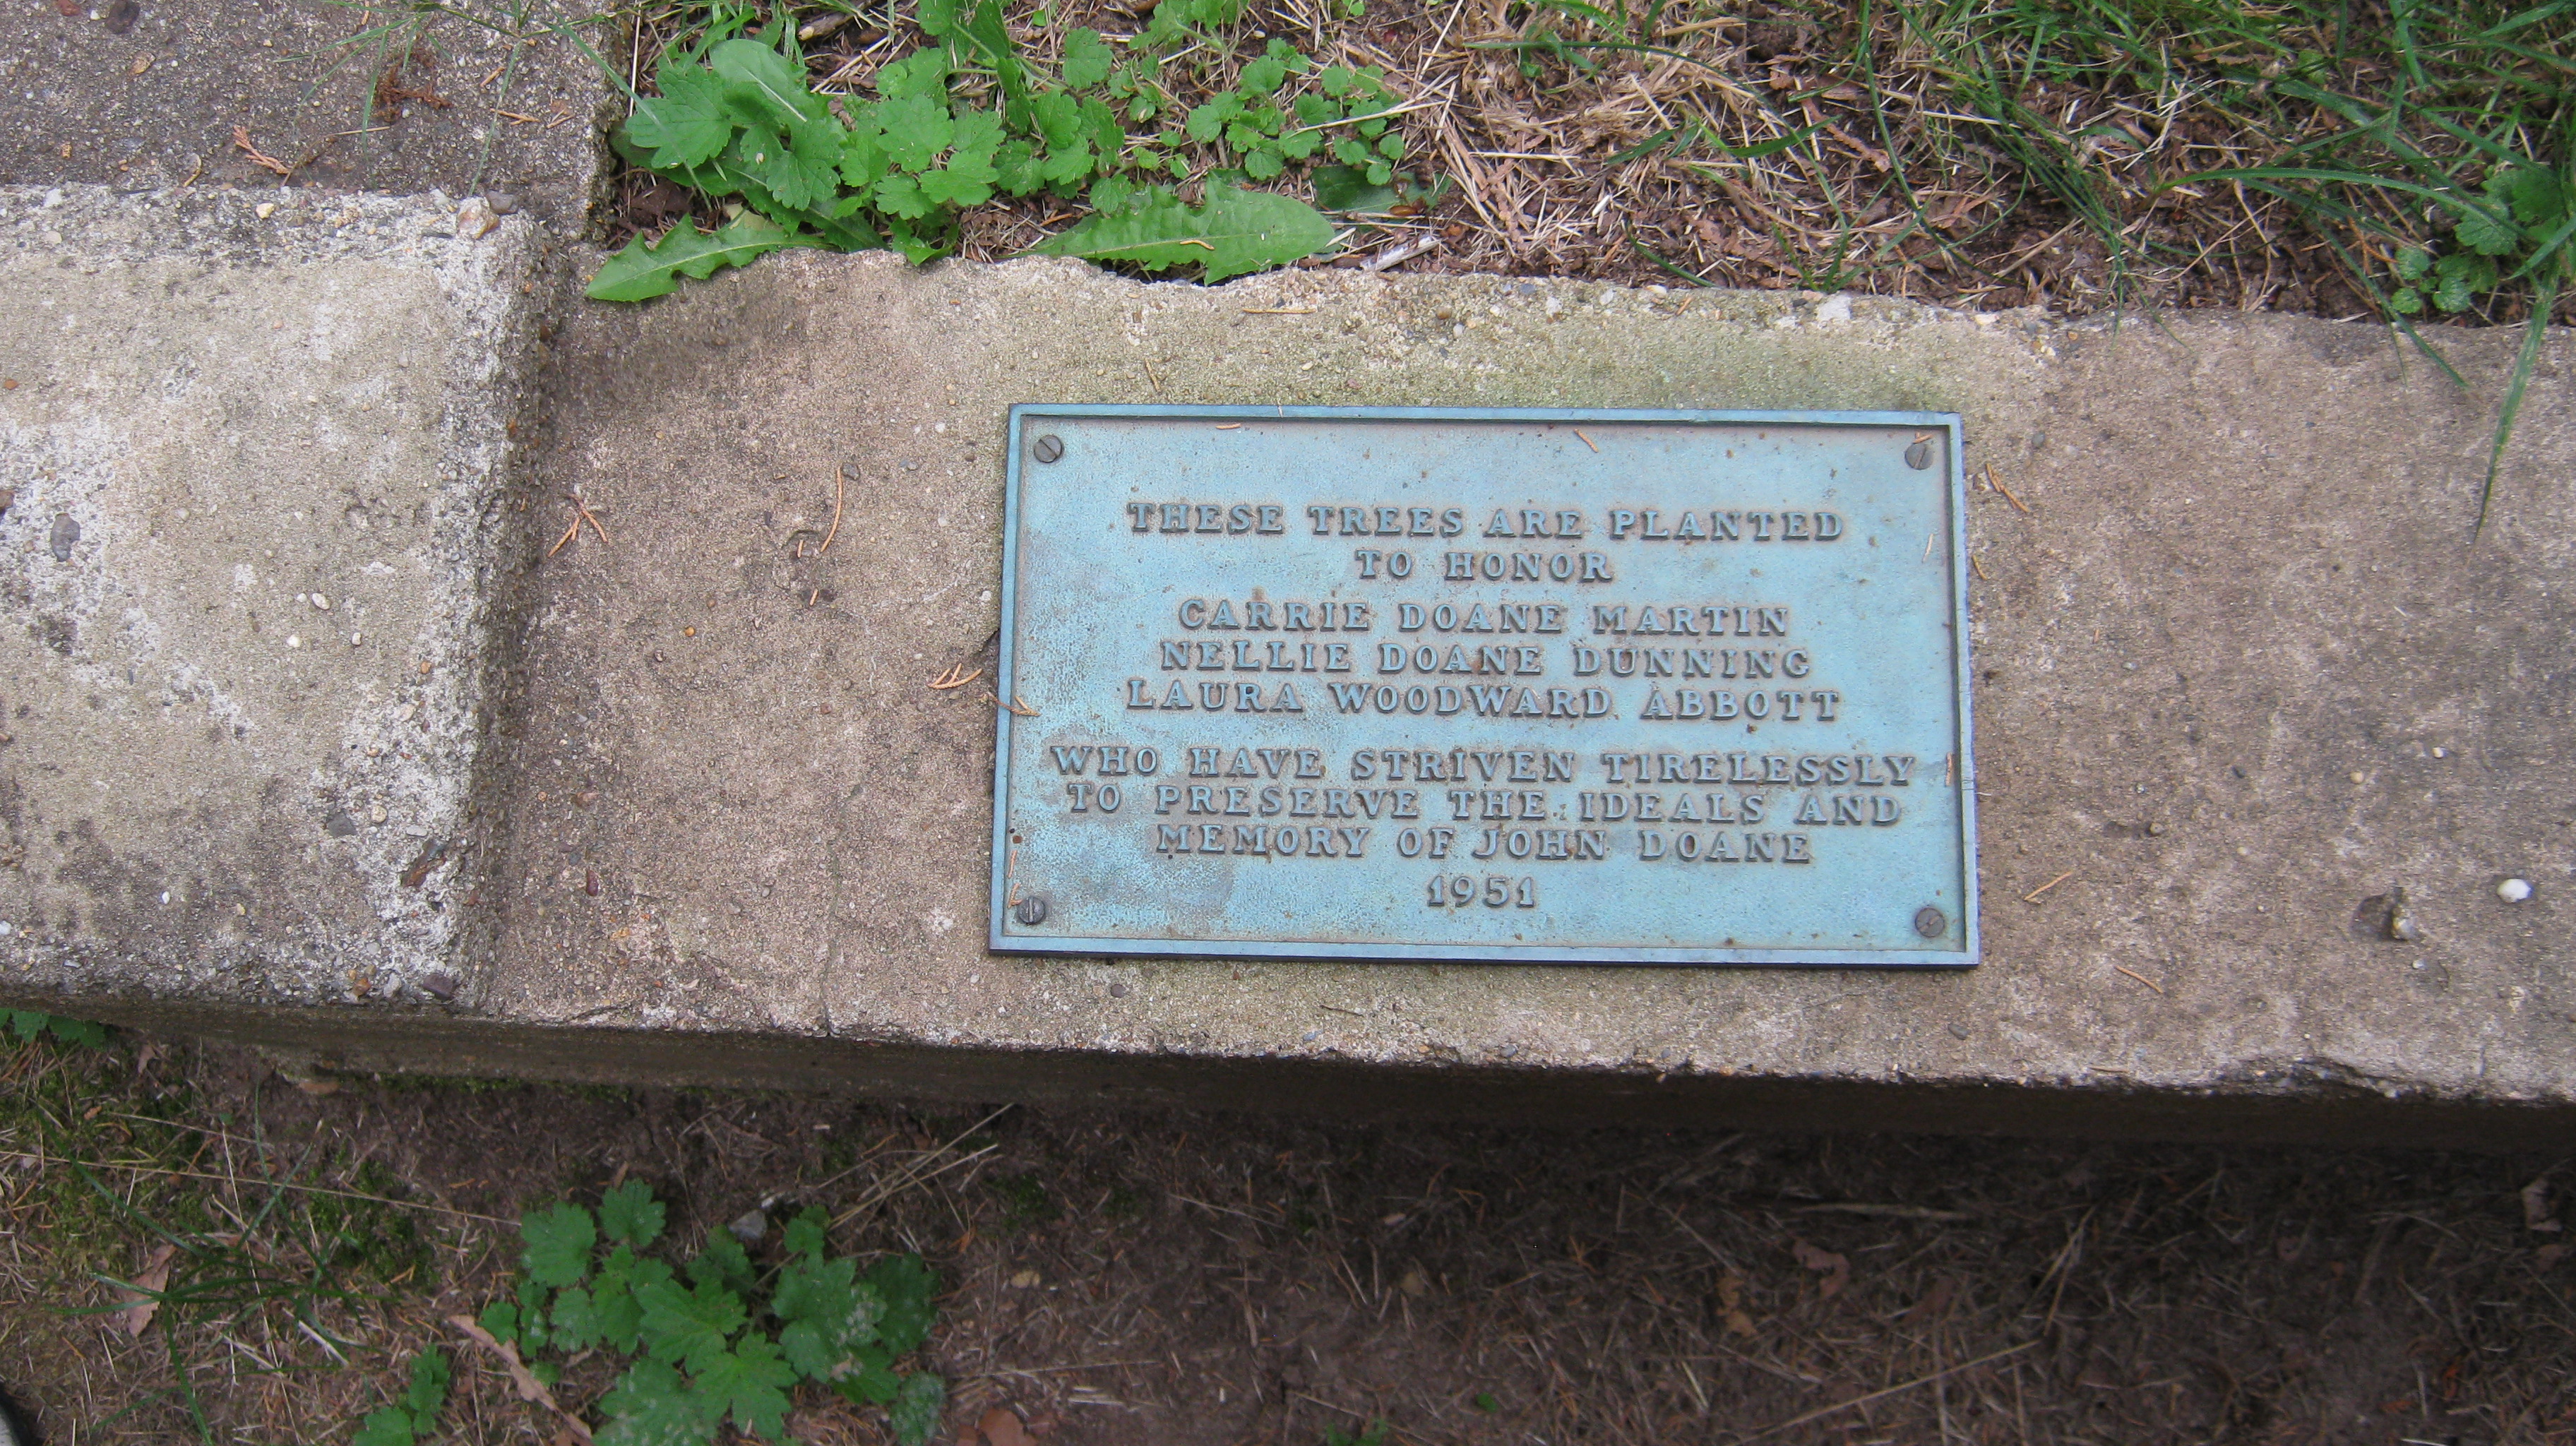 THESE TREES ARE PLANTED
TO HONOR
CARRIE DOANE MARTIN
NELLIE DOANE DUNNING
LAURA WOODWARD ABBOTT
WHO HAVE STRIVEN TIRELESSLY
TO PRESERVE THE IDEALS AND
MEMORY OF JOHN DOANE
1951